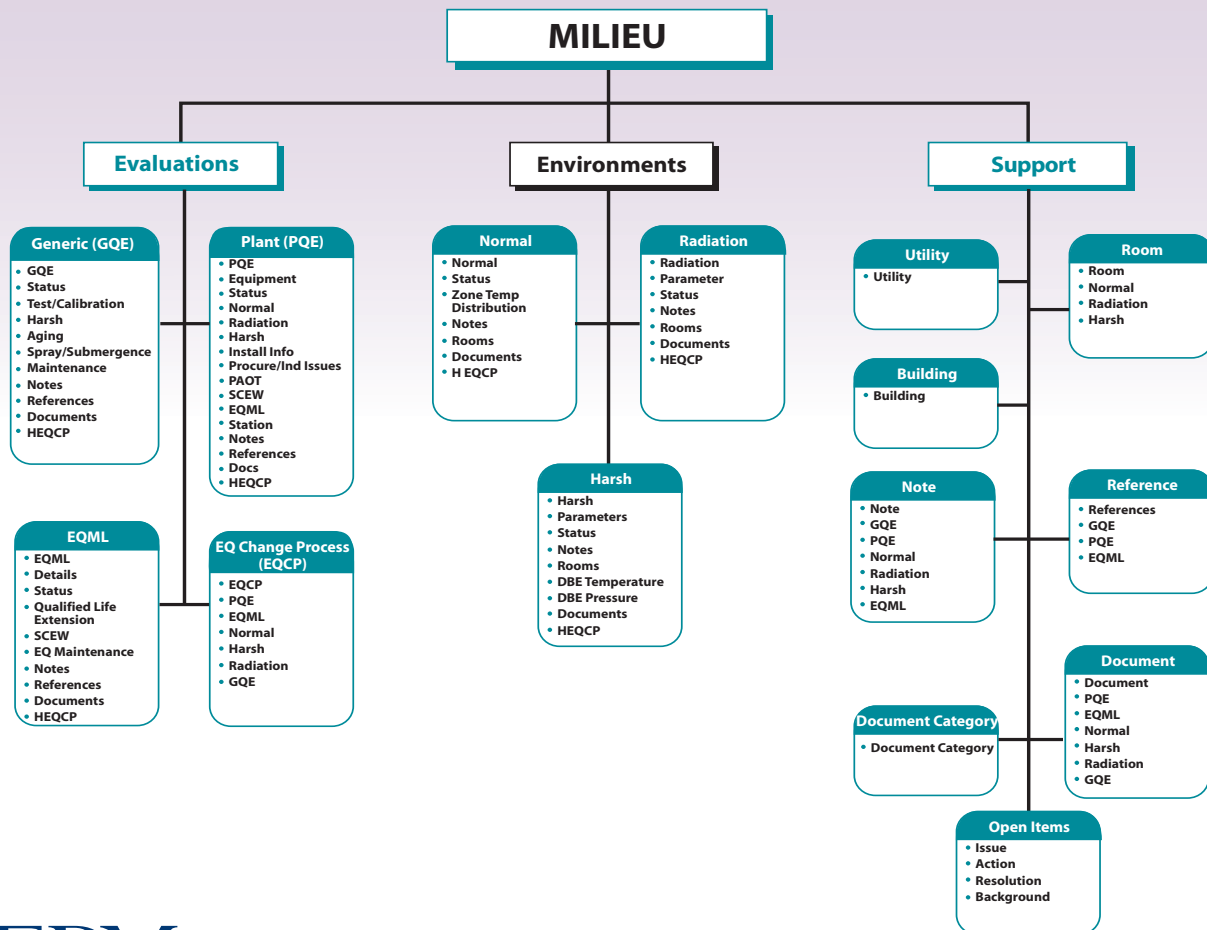 MILIEU
Evaluations
Environments
Support
Generic (GQE)
• GQE
• Status
• Test/Calibration
• Harsh
• Aging
• Spray/Submergence
• Maintenance
• Notes
• References
• Documents
• HEQCP
Plant (PQE)
• PQE
• Equipment
• Status
• Normal
• Radiation
• Harsh
• Install Info
• Procure/Ind Issues
• PAOT
• SCEW
• EQML
• Station
• Notes
• References
• Docs
• HEQCP
EQML
• EQML
• Details
• Status
• Qualified Life
Extension
• SCEW
• EQ Maintenance
• Notes
• References
• Documents
• HEQCP
EQ Change Process
(EQCP)
• EQCP
• PQE
• EQML
• Normal
• Harsh
• Radiation
• GQE
Normal
• Normal
• Status
• Zone Temp
Distribution
• Notes
• Rooms
• Documents
• H EQCP
Radiation
• Radiation
• Parameter
• Status
• Notes
• Rooms
• Documents
• HEQCP
Harsh
• Harsh
• Parameters
• Status
• Notes
• Rooms
• DBE Temperature
• DBE Pressure
• Documents
• HEQCP
Utility
• Utility
Room
• Room
• Normal
• Radiation
• Harsh
Building
• Building
Note
• Note
• GQE
• PQE
• Normal
• Radiation
• Harsh
• EQML
Reference
• References
• GQE
• PQE
• EQML
Document Category
• Document Category
Document
• Document
• PQE
• EQML
• Normal
• Harsh
• Radiation
• GQE
Open Items
• Issue
• Action
• Resolution
• Background